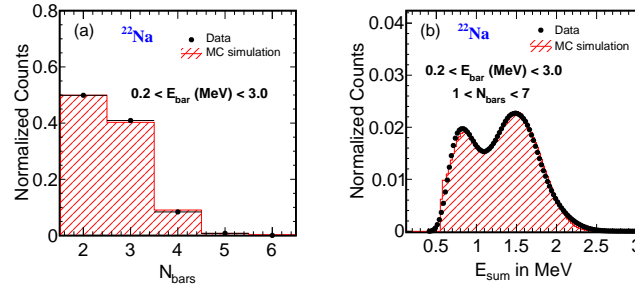 (a)
22Na
Data
MC simulation
0.2 < Ebar (MeV) < 3.0
Normalized Counts
0.8
0.6
0.4
0.2
0
2 3 4 5 6
Nbars
(b)
22Na
Data
MC simulation
0.2 < Ebar (MeV) < 3.0
1 < Nbars < 7
Normalized Counts
0.04
0.03
0.02
0.01
0
0.5 1 1.5 2 2.5 3
Esum in MeV